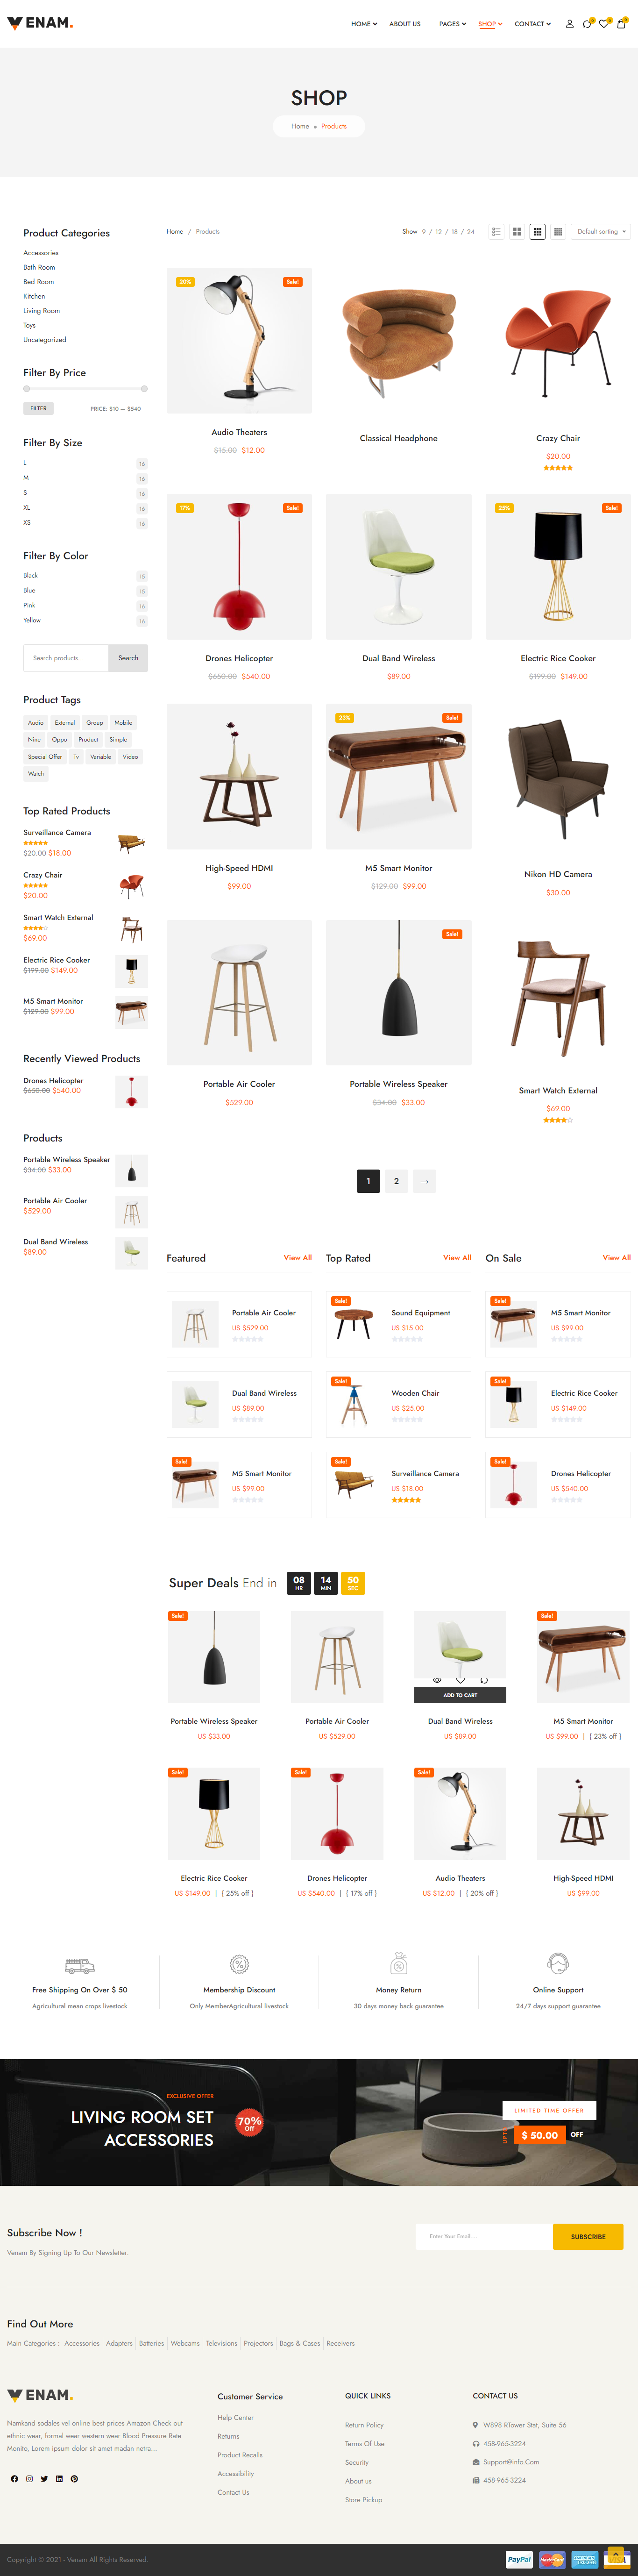 VENAM.
HOME ABOUT US PAGES SHOP CONTACT
SHOP
Home Products
Product Categories
Accessories
Bath Room
Bed Room
Kitchen
Living Room
Toys
Uncategorized
Filter By Price
FILTER PRICE: $10 — $540
Filter By Size
L 16
M 16
S 16
XL 16
XS 16
Filter By Color
Black 15
Blue 15
Pink 16
Yellow 16
Search products... Search
Product Tags
Audio External Group Mobile
Nine Oppo Product Simple
Special Offer Tv Variable Video
Watch
Top Rated Products
Surveillance Camera
$20.00 $18.00
Crazy Chair
$20.00
Smart Watch External
$69.00
Electric Rice Cooker
$199.00 $149.00
M5 Smart Monitor
$129.00 $99.00
Recently Viewed Products
Drones Helicopter
$650.00 $540.00
Products
Portable Wireless Speaker
$34.00 $33.00
Portable Air Cooler
$529.00
Dual Band Wireless
$89.00
Home / Products
Show 9 / 12 / 18 / 24 Default sorting
20% Sale!
Audio Theaters
$15.00 $12.00
Classical Headphone
Crazy Chair
$20.00
17% Sale!
Drones Helicopter
$650.00 $540.00
Dual Band Wireless
$89.00
25% Sale!
Electric Rice Cooker
$199.00 $149.00
High-Speed HDMI
$99.00
23% Sale!
M5 Smart Monitor
$129.00 $99.00
Nikon HD Camera
$30.00
Portable Air Cooler
$529.00
Sale!
Portable Wireless Speaker
$34.00 $33.00
Smart Watch External
$69.00
1 2 →
Featured View All
Portable Air Cooler
US $529.00
Dual Band Wireless
US $89.00
Sale!
M5 Smart Monitor
US $99.00
Top Rated View All
Sale!
Sound Equipment
US $15.00
Sale!
Wooden Chair
US $25.00
Sale!
Surveillance Camera
US $18.00
On Sale View All
Sale!
M5 Smart Monitor
US $99.00
Sale!
Electric Rice Cooker
US $149.00
Sale!
Drones Helicopter
US $540.00
Super Deals End in 08 HR 14 MIN 50 SEC
Sale!
Portable Wireless Speaker
US $33.00
Portable Air Cooler
US $529.00
ADD TO CART
Dual Band Wireless
US $89.00
Sale!
M5 Smart Monitor
US $99.00 | ( 23% off )
Sale!
Electric Rice Cooker
US $149.00 | ( 25% off )
Sale!
Drones Helicopter
US $540.00 | ( 17% off )
Sale!
Audio Theaters
US $12.00 | ( 20% off )
High-Speed HDMI
US $99.00
Free Shipping On Over $ 50
Agricultural mean crops livestock
Membership Discount
Only MemberAgricultural livestock
Money Return
30 days money back guarantee
Online Support
24/7 days support guarantee
EXCLUSIVE OFFER
LIVING ROOM SET
ACCESSORIES
70%
Off
LIMITED TIME OFFER
UPTO $ 50.00 OFF
Subscribe Now !
Venam By Signing Up To Our Newsletter.
Enter Your Email.... SUBSCRIBE
Find Out More
Main Categories : Accessories Adapters Batteries Webcams Televisions Projectors Bags & Cases Receivers
VENAM.
Namkand sodales vel online best prices Amazon Check out
ethnic wear, formal wear western wear Blood Pressure Rate
Monito, Lorem ipsum dolor sit amet madan netra....
Customer Service
Help Center
Returns
Product Recalls
Accessibility
Contact Us
QUICK LINKS
Return Policy
Terms Of Use
Security
About us
Store Pickup
CONTACT US
W898 RTower Stat, Suite 56
458-965-3224
Support@info.Com
458-965-3224
Copyright © 2021 - Venam All Rights Reserved.
PayPal MasterCard